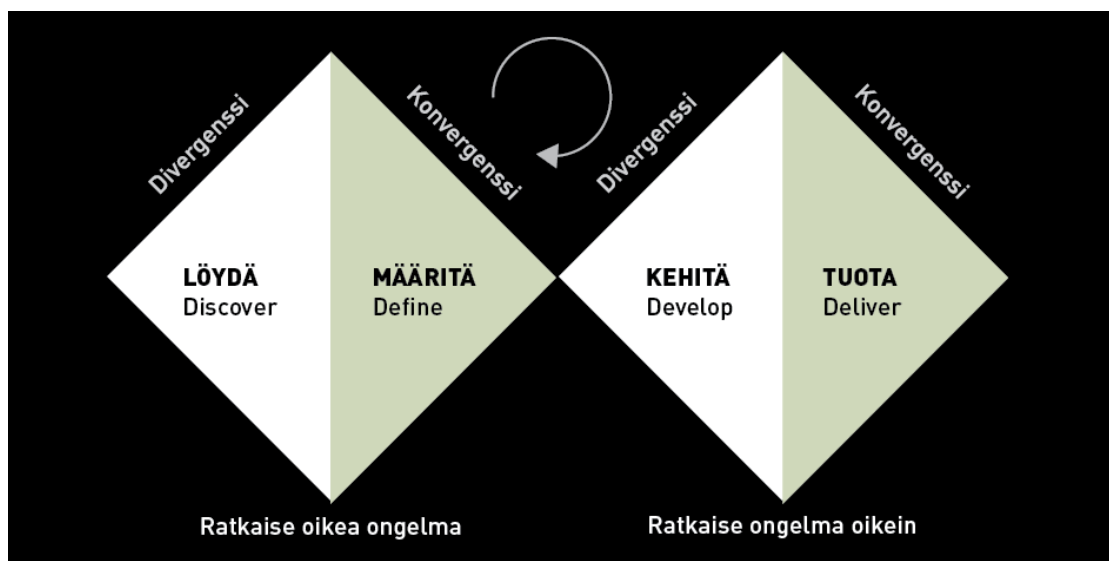 Divergenssi
Konvergenssi
Divergenssi
Konvergenssi
LÖYDÄ
Discover
MÄÄRITÄ
Define
KEHITÄ
Develop
TUOTA
Deliver
Ratkaise oikea ongelma
Ratkaise ongelma oikein